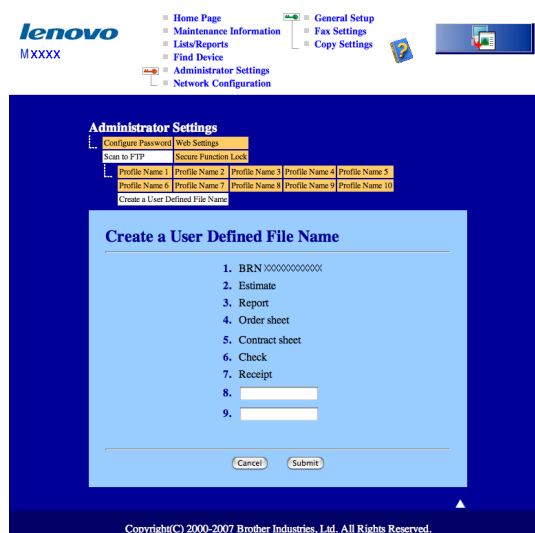 lenovo
MXXXX
Home Page
Maintenance Information
Lists/Reports
Find Device
Administrator Settings
Network Configuration
General Setup
Fax Settings
Copy Settings
?
Administrator Settings
Configure Password Web Settings
Scan to FTP Secure Function Lock
Profile Name 1 Profile Name 2 Profile Name 3 Profile Name 4 Profile Name 5
Profile Name 6 Profile Name 7 Profile Name 8 Profile Name 9 Profile Name 10
Create a User Defined File Name
Create a User Defined File Name
1. BRN XXXXXXXXXXXX
2. Estimate
3. Report
4. Order sheet
5. Contract sheet
6. Check
7. Receipt
8.
9.
Cancel Submit
Copyright(C) 2000-2007 Brother Industries, Ltd. All Rights Reserved.